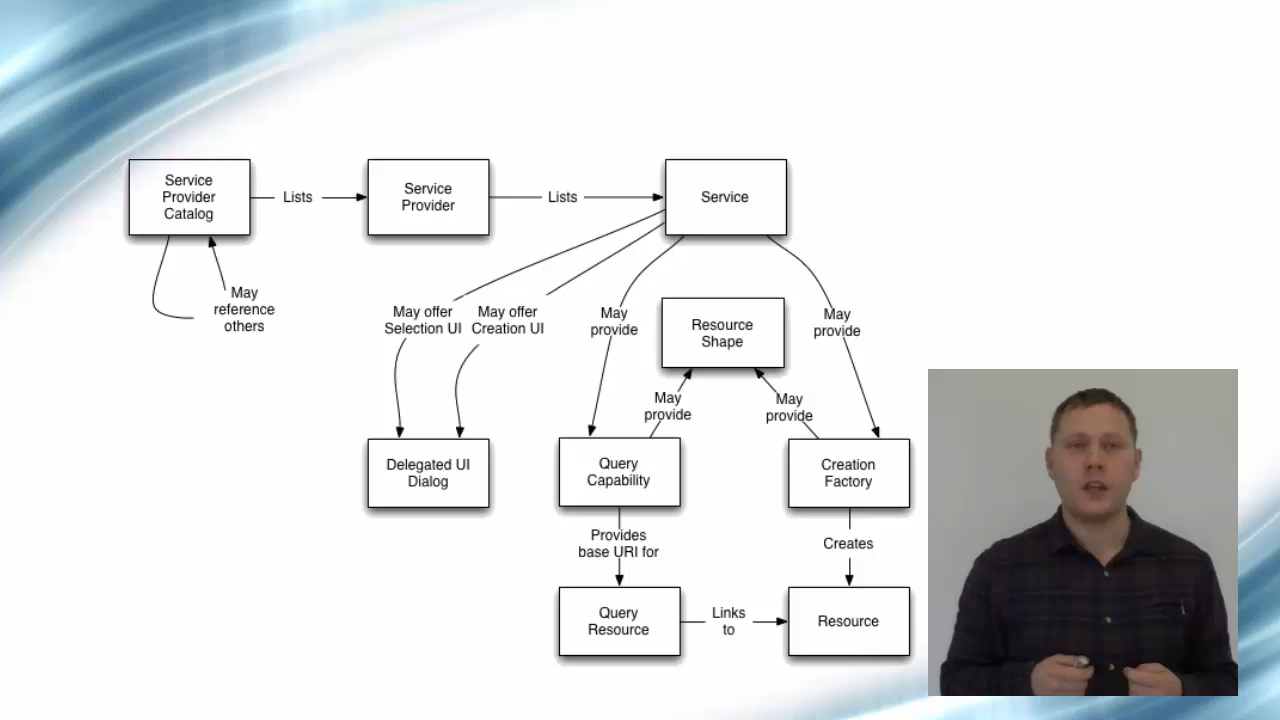 Service
Provider
Catalog
Lists
Service
Provider
Lists
Service
May
reference
others
May offer
Selection UI
May offer
Creation UI
May
provide
Resource
Shape
May
provide
May
provide
May
provide
Delegated UI
Dialog
Query
Capability
Creation
Factory
Provides
base URI for
Creates
Query
Resource
Links
to
Resource